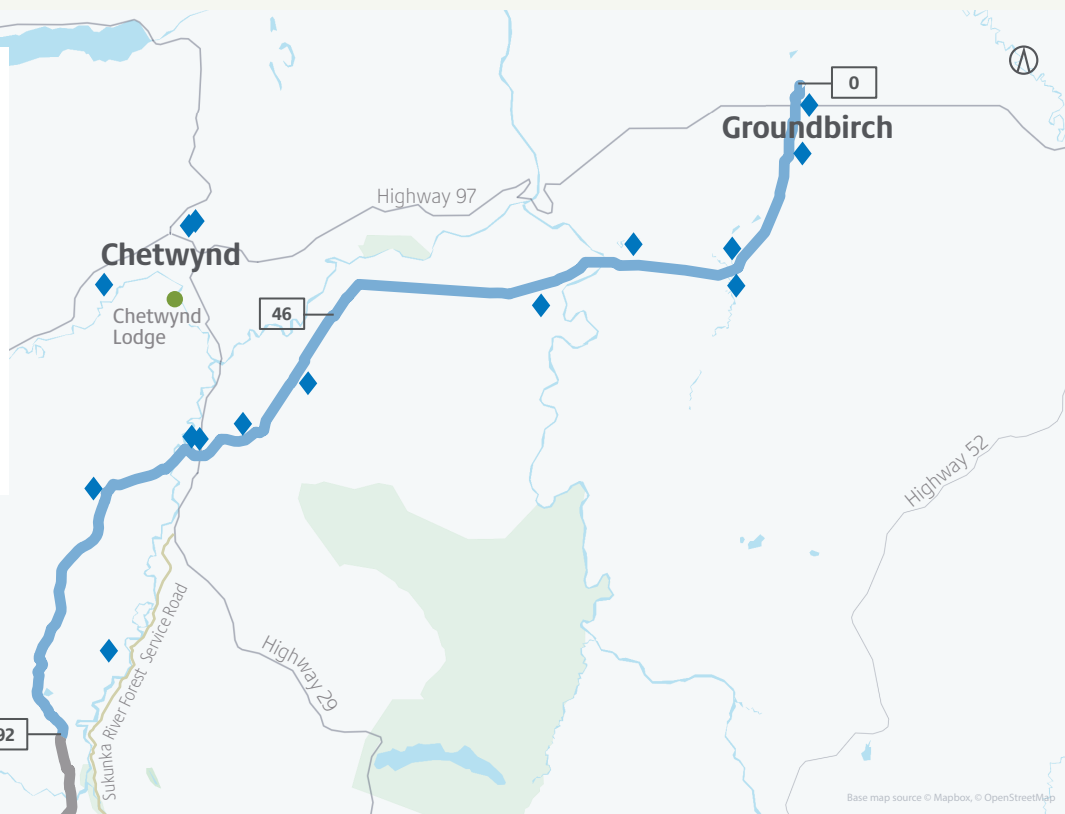 0
Groundbirch
Highway 97
Chetwynd
46
Chetwynd
Lodge
Highway 52
Sukunka River Forest Service Road
Highway 29
92
Base map source © Mapbox, © OpenStreetMap